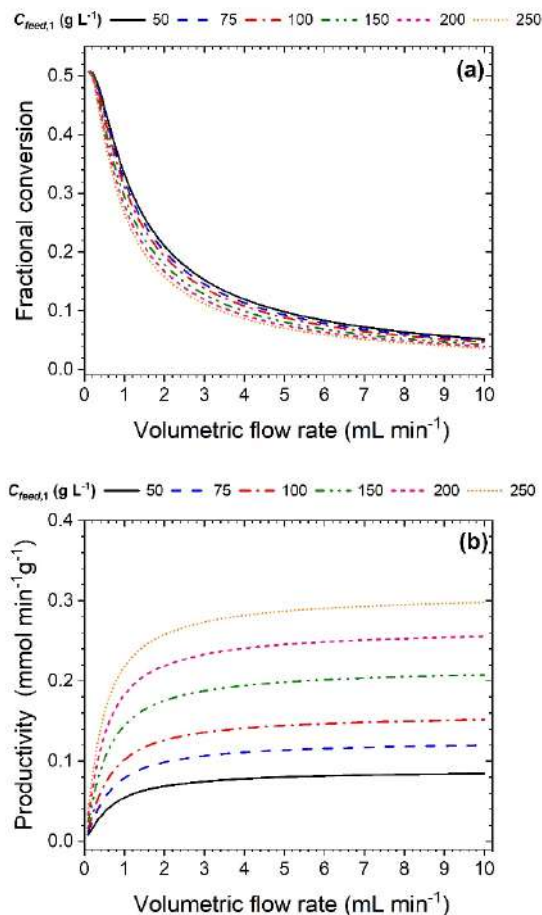 C_feed,1 (g L⁻¹) 50 75 100 150 200 250
(a)
0.5
0.4
0.3
0.2
0.1
0.0
Fractional conversion
0 1 2 3 4 5 6 7 8 9 10
Volumetric flow rate (mL min⁻¹)
C_feed,1 (g L⁻¹) 50 75 100 150 200 250
(b)
0.4
0.3
0.2
0.1
0.0
Productivity (mmol min⁻¹g⁻¹)
0 1 2 3 4 5 6 7 8 9 10
Volumetric flow rate (mL min⁻¹)